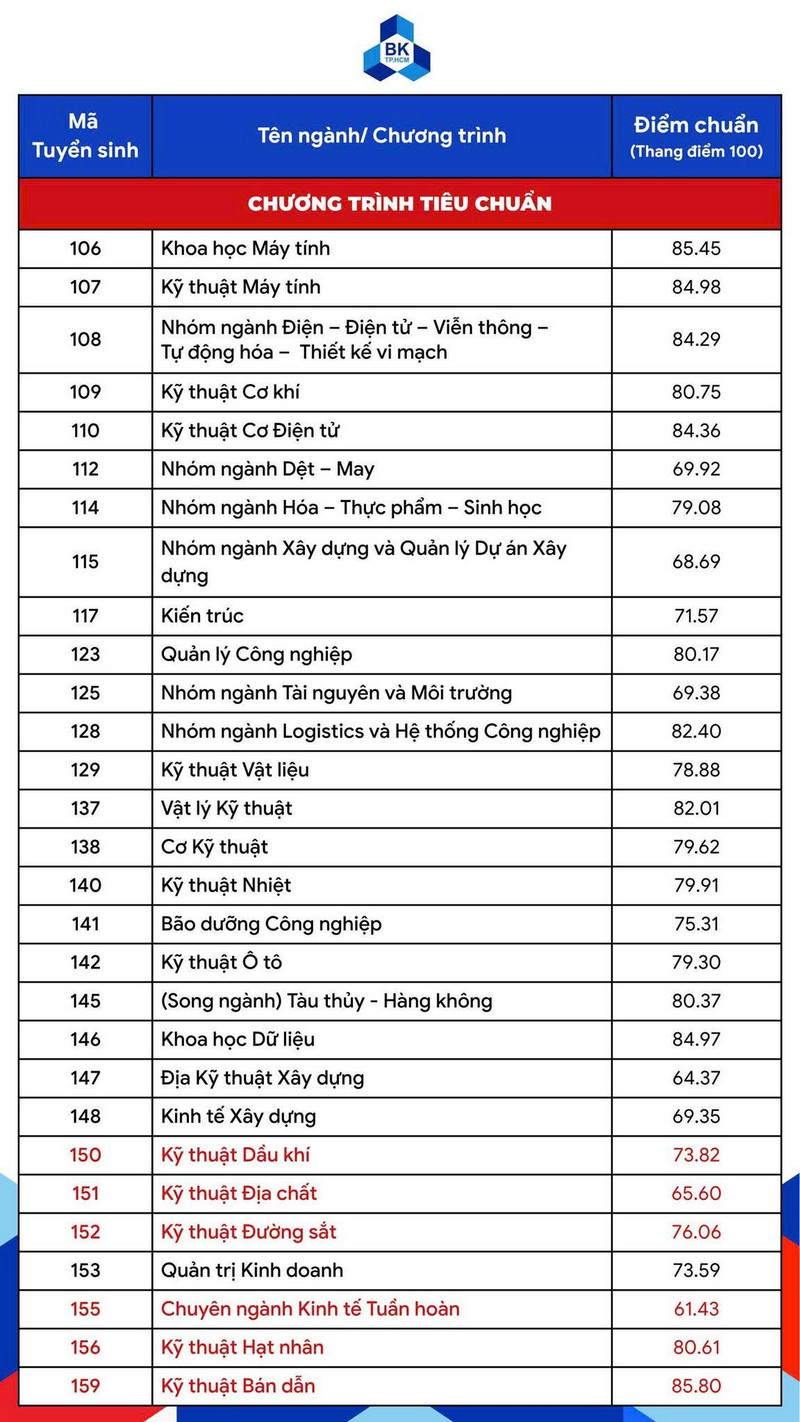 BK
TP.HCM
Mã
Tuyển sinh
Tên ngành/ Chương trình
Điểm chuẩn
(Thang điểm 100)
CHƯƠNG TRÌNH TIÊU CHUẨN
106 Khoa học Máy tính 85.45
107 Kỹ thuật Máy tính 84.98
108 Nhóm ngành Điện – Điện tử – Viễn thông –
Tự động hóa – Thiết kế vi mạch 84.29
109 Kỹ thuật Cơ khí 80.75
110 Kỹ thuật Cơ Điện tử 84.36
112 Nhóm ngành Dệt – May 69.92
114 Nhóm ngành Hóa – Thực phẩm – Sinh học 79.08
115 Nhóm ngành Xây dựng và Quản lý Dự án Xây
dựng 68.69
117 Kiến trúc 71.57
123 Quản lý Công nghiệp 80.17
125 Nhóm ngành Tài nguyên và Môi trường 69.38
128 Nhóm ngành Logistics và Hệ thống Công nghiệp 82.40
129 Kỹ thuật Vật liệu 78.88
137 Vật lý Kỹ thuật 82.01
138 Cơ Kỹ thuật 79.62
140 Kỹ thuật Nhiệt 79.91
141 Bão dưỡng Công nghiệp 75.31
142 Kỹ thuật Ô tô 79.30
145 (Song ngành) Tàu thủy - Hàng không 80.37
146 Khoa học Dữ liệu 84.97
147 Địa Kỹ thuật Xây dựng 64.37
148 Kinh tế Xây dựng 69.35
150 Kỹ thuật Dầu khí 73.82
151 Kỹ thuật Địa chất 65.60
152 Kỹ thuật Đường sắt 76.06
153 Quản trị Kinh doanh 73.59
155 Chuyên ngành Kinh tế Tuần hoàn 61.43
156 Kỹ thuật Hạt nhân 80.61
159 Kỹ thuật Bán dẫn 85.80